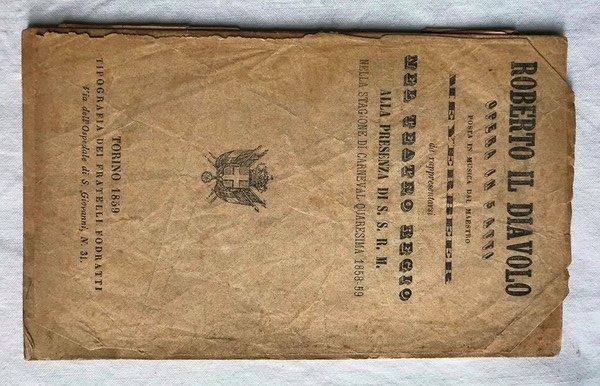 ROBERTO IL DIAVOLO
OPERA IN 5 ATTI
POSTA IN MUSICA DAL MAESTRO
MEYERBEER
da rappresentarsi
NEL TEATRO REGIO
ALLA PRESENZA DI S. S. R. M.
NELLA STAGIONE DI CARNEVAL-QUARESIMA 1858-59
TORINO 1859
TIPOGRAFIA DEI FRATELLI FODRATTI
Via dell'Ospedale di S. Giovanni, N. 31.